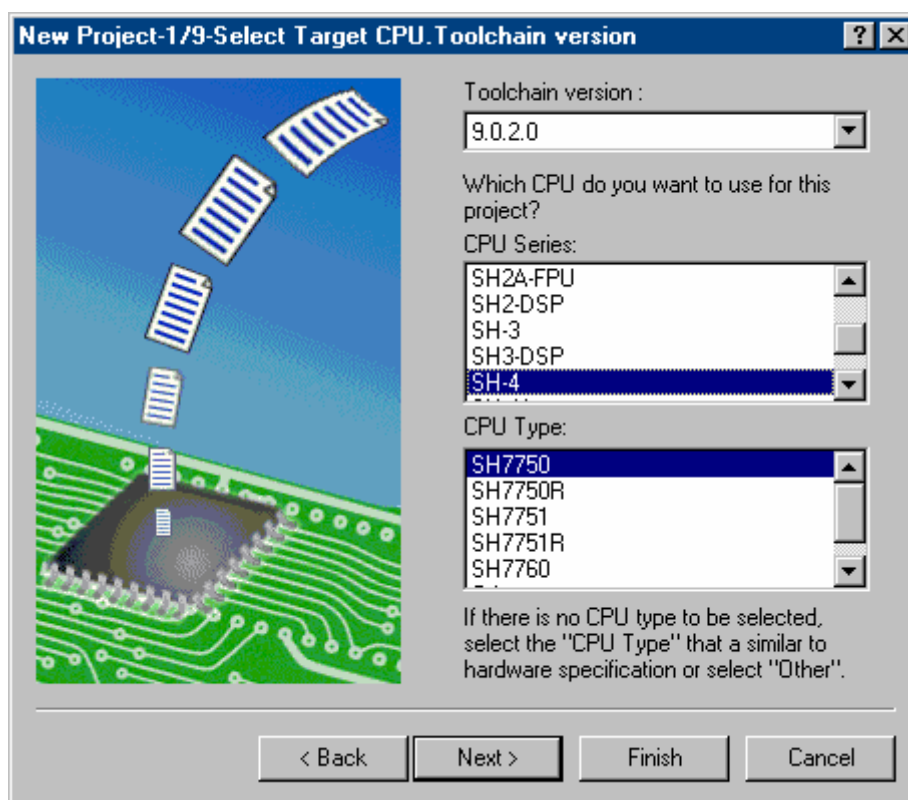 New Project-1/9-Select Target CPU.Toolchain version
Toolchain version :
9.0.2.0
Which CPU do you want to use for this
project?
CPU Series:
SH2A-FPU
SH2-DSP
SH-3
SH3-DSP
SH-4
CPU Type:
SH7750
SH7750R
SH7751
SH7751R
SH7760
If there is no CPU type to be selected,
select the "CPU Type" that a similar to
hardware specification or select "Other".
< Back
Next >
Finish
Cancel